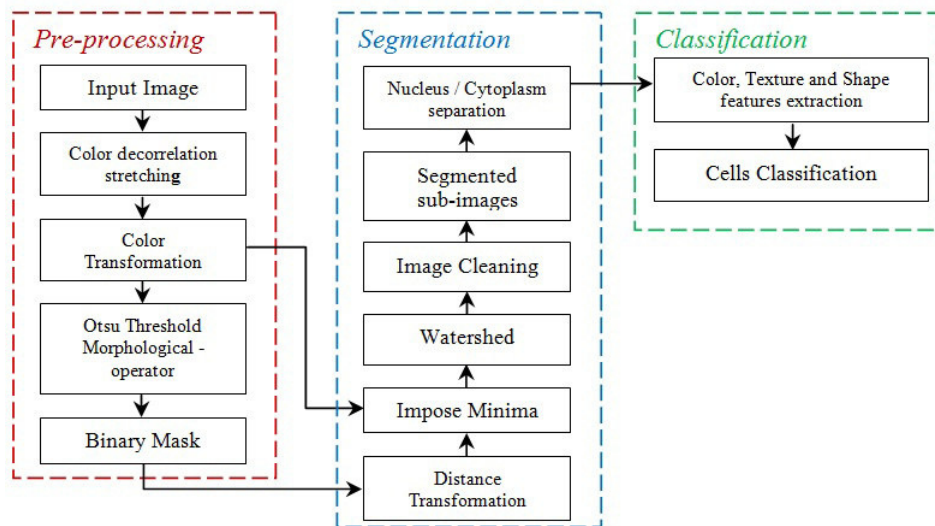 Pre-processing
Input Image
Color decorrelation
stretching
Color
Transformation
Otsu Threshold
Morphological -
operator
Binary Mask
Segmentation
Nucleus / Cytoplasm
separation
Segmented
sub-images
Image Cleaning
Watershed
Impose Minima
Distance
Transformation
Classification
Color, Texture and Shape
features extraction
Cells Classification